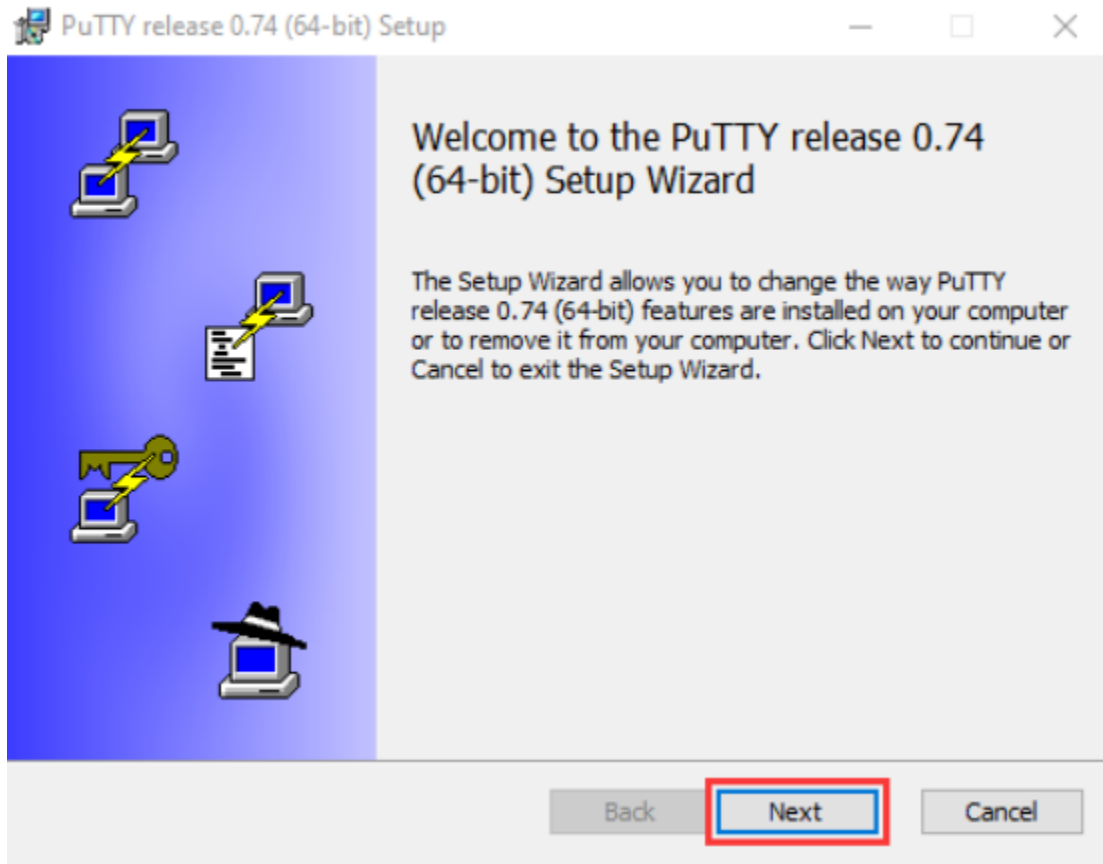 PuTTY release 0.74 (64-bit) Setup
Welcome to the PuTTY release 0.74
(64-bit) Setup Wizard
The Setup Wizard allows you to change the way PuTTY
release 0.74 (64-bit) features are installed on your computer
or to remove it from your computer. Click Next to continue or
Cancel to exit the Setup Wizard.
Back Next Cancel